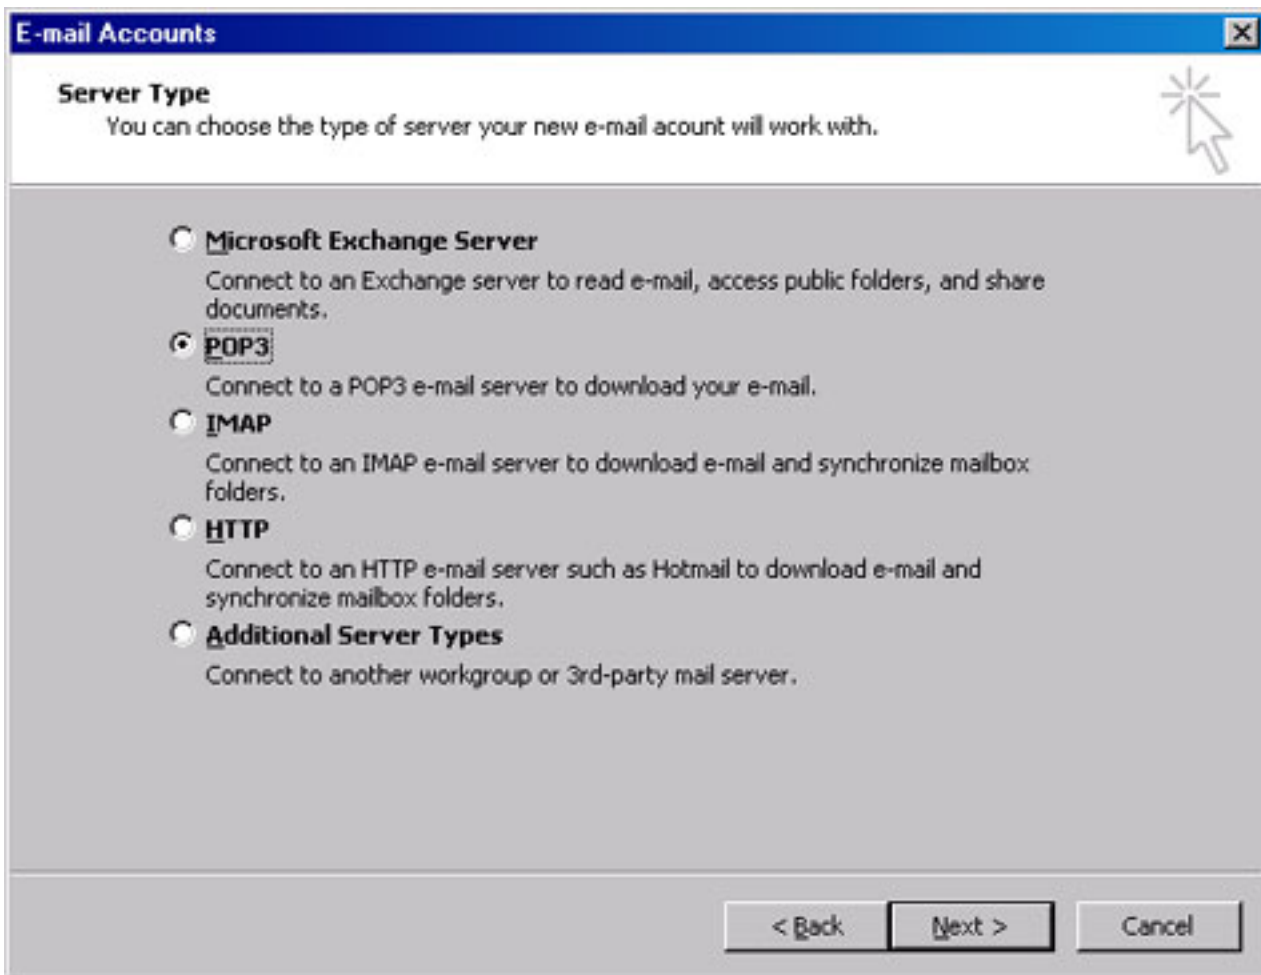 E-mail Accounts
Server Type
You can choose the type of server your new e-mail acount will work with.
Microsoft Exchange Server
Connect to an Exchange server to read e-mail, access public folders, and share
documents.
POP3
Connect to a POP3 e-mail server to download your e-mail.
IMAP
Connect to an IMAP e-mail server to download e-mail and synchronize mailbox
folders.
HTTP
Connect to an HTTP e-mail server such as Hotmail to download e-mail and
synchronize mailbox folders.
Additional Server Types
Connect to another workgroup or 3rd-party mail server.
< Back Next > Cancel